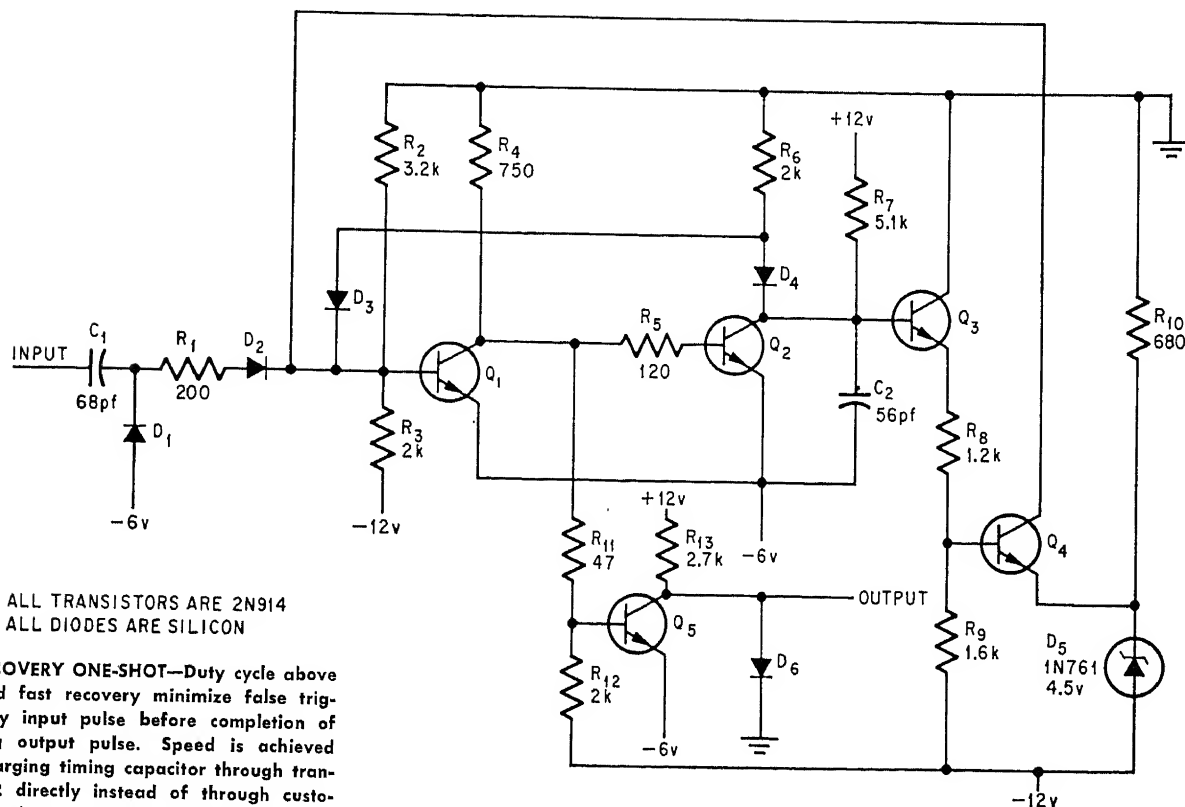 +12v
R2
3.2k
R4
750
R6
2k
R7
5.1k
D4
D3
Q3
R10
680
C1
R1
D2
R5
INPUT
Q1
Q2
68pf
200
120
C2
56pf
D1
R3
2k
R8
1.2k
-6v
-12v
+12v
R11
47
R13
2.7k
-6v
Q4
ALL TRANSISTORS ARE 2N914
ALL DIODES ARE SILICON
OUTPUT
Q5
R9
1.6k
D5
1N761
4.5v
R12
2k
D6
-6v
-12v
COVERY ONE-SHOT—Duty cycle above
d fast recovery minimize false trig-
y input pulse before completion of
output pulse. Speed is achieved
arging timing capacitor through tran-
directly instead of through custo-